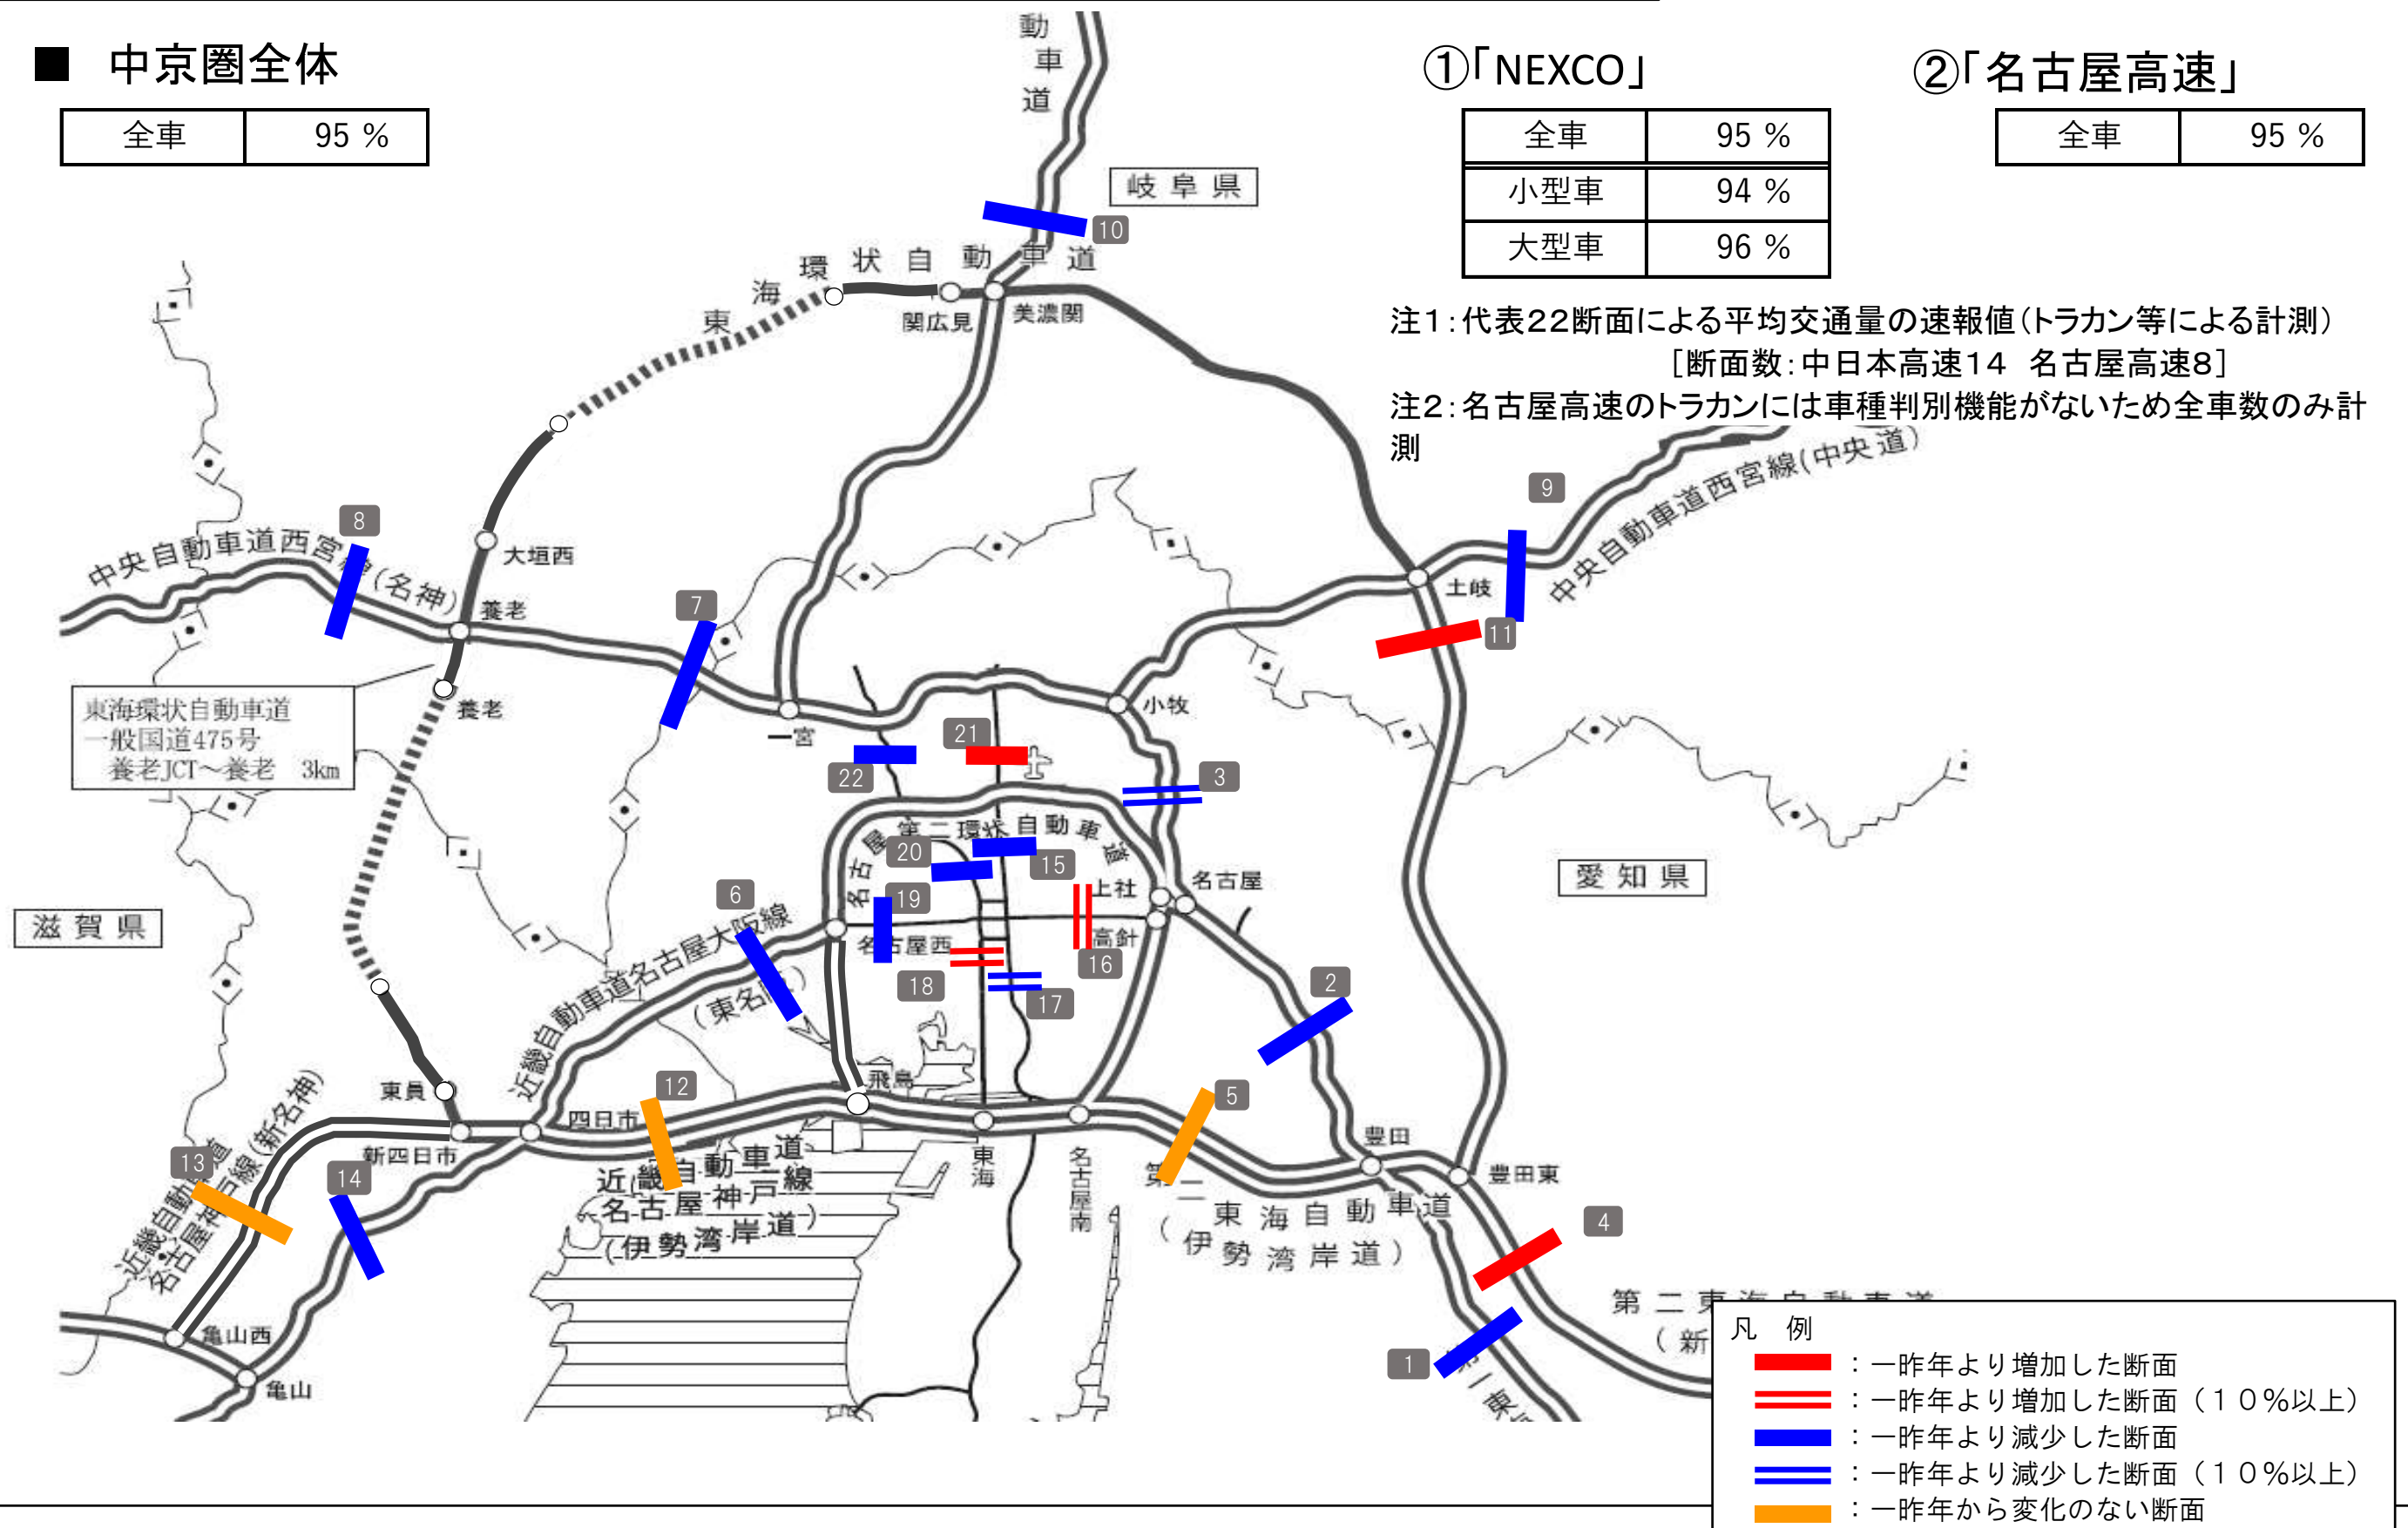 ■ 中京圏全体
全車 95 %
①「NEXCO」
全車 95 %
小型車 94 %
大型車 96 %
②「名古屋高速」
全車 95 %
注1:代表22断面による平均交通量の速報値(トラカン等による計測)
[断面数:中日本高速14 名古屋高速8]
注2:名古屋高速のトラカンには車種判別機能がないため全車数のみ計
測
動車道
岐阜県
10
東海環状自動車道
関広見
美濃関
9
中央自動車道西宮線(中央道)
土岐
11
8
中央自動車道西宮線(名神)
大垣西
養老
7
東海環状自動車道
一般国道475号
養老JCT~養老 3km
養老
一宮
小牧
21
22
3
名古屋第二環状自動車道
20
15
19
上社
名古屋
愛知県
滋賀県
6
名古屋西
高針
16
18
17
2
近畿自動車道名古屋大阪線
(東名阪)
東員
飛島
12
四日市
5
新四日市
13
14
近畿自動車道
名古屋神戸線(新名神)
近畿自動車道
名古屋神戸線
(伊勢湾岸道)
東海
名古屋南
豊田
豊田東
第二東海自動車道
(伊勢湾岸道)
4
第二東海自動車道
(新
1
第一東
亀山西
亀山
凡 例
:一昨年より増加した断面
:一昨年より増加した断面(10%以上)
:一昨年より減少した断面
:一昨年より減少した断面(10%以上)
:一昨年から変化のない断面